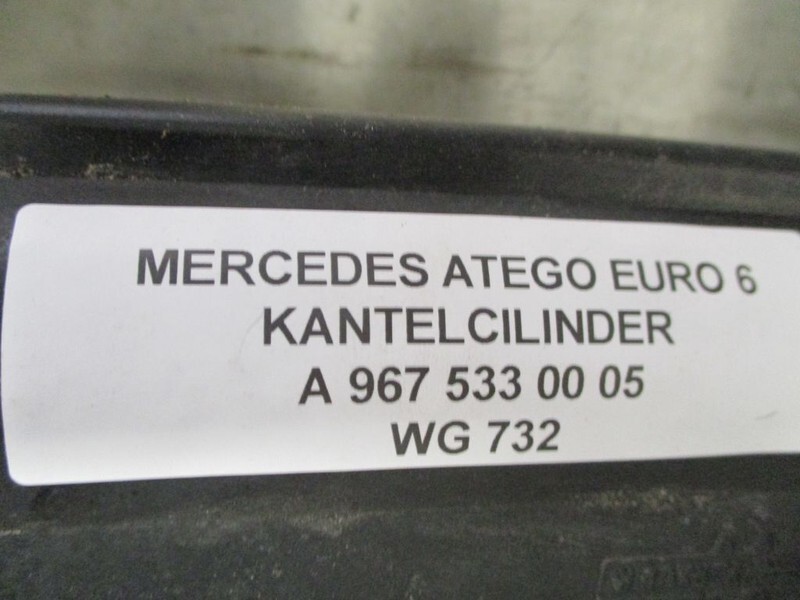 MERCEDES ATEGO EURO 6
KANTELCILINDER
A 967 533 00 05
WG 732